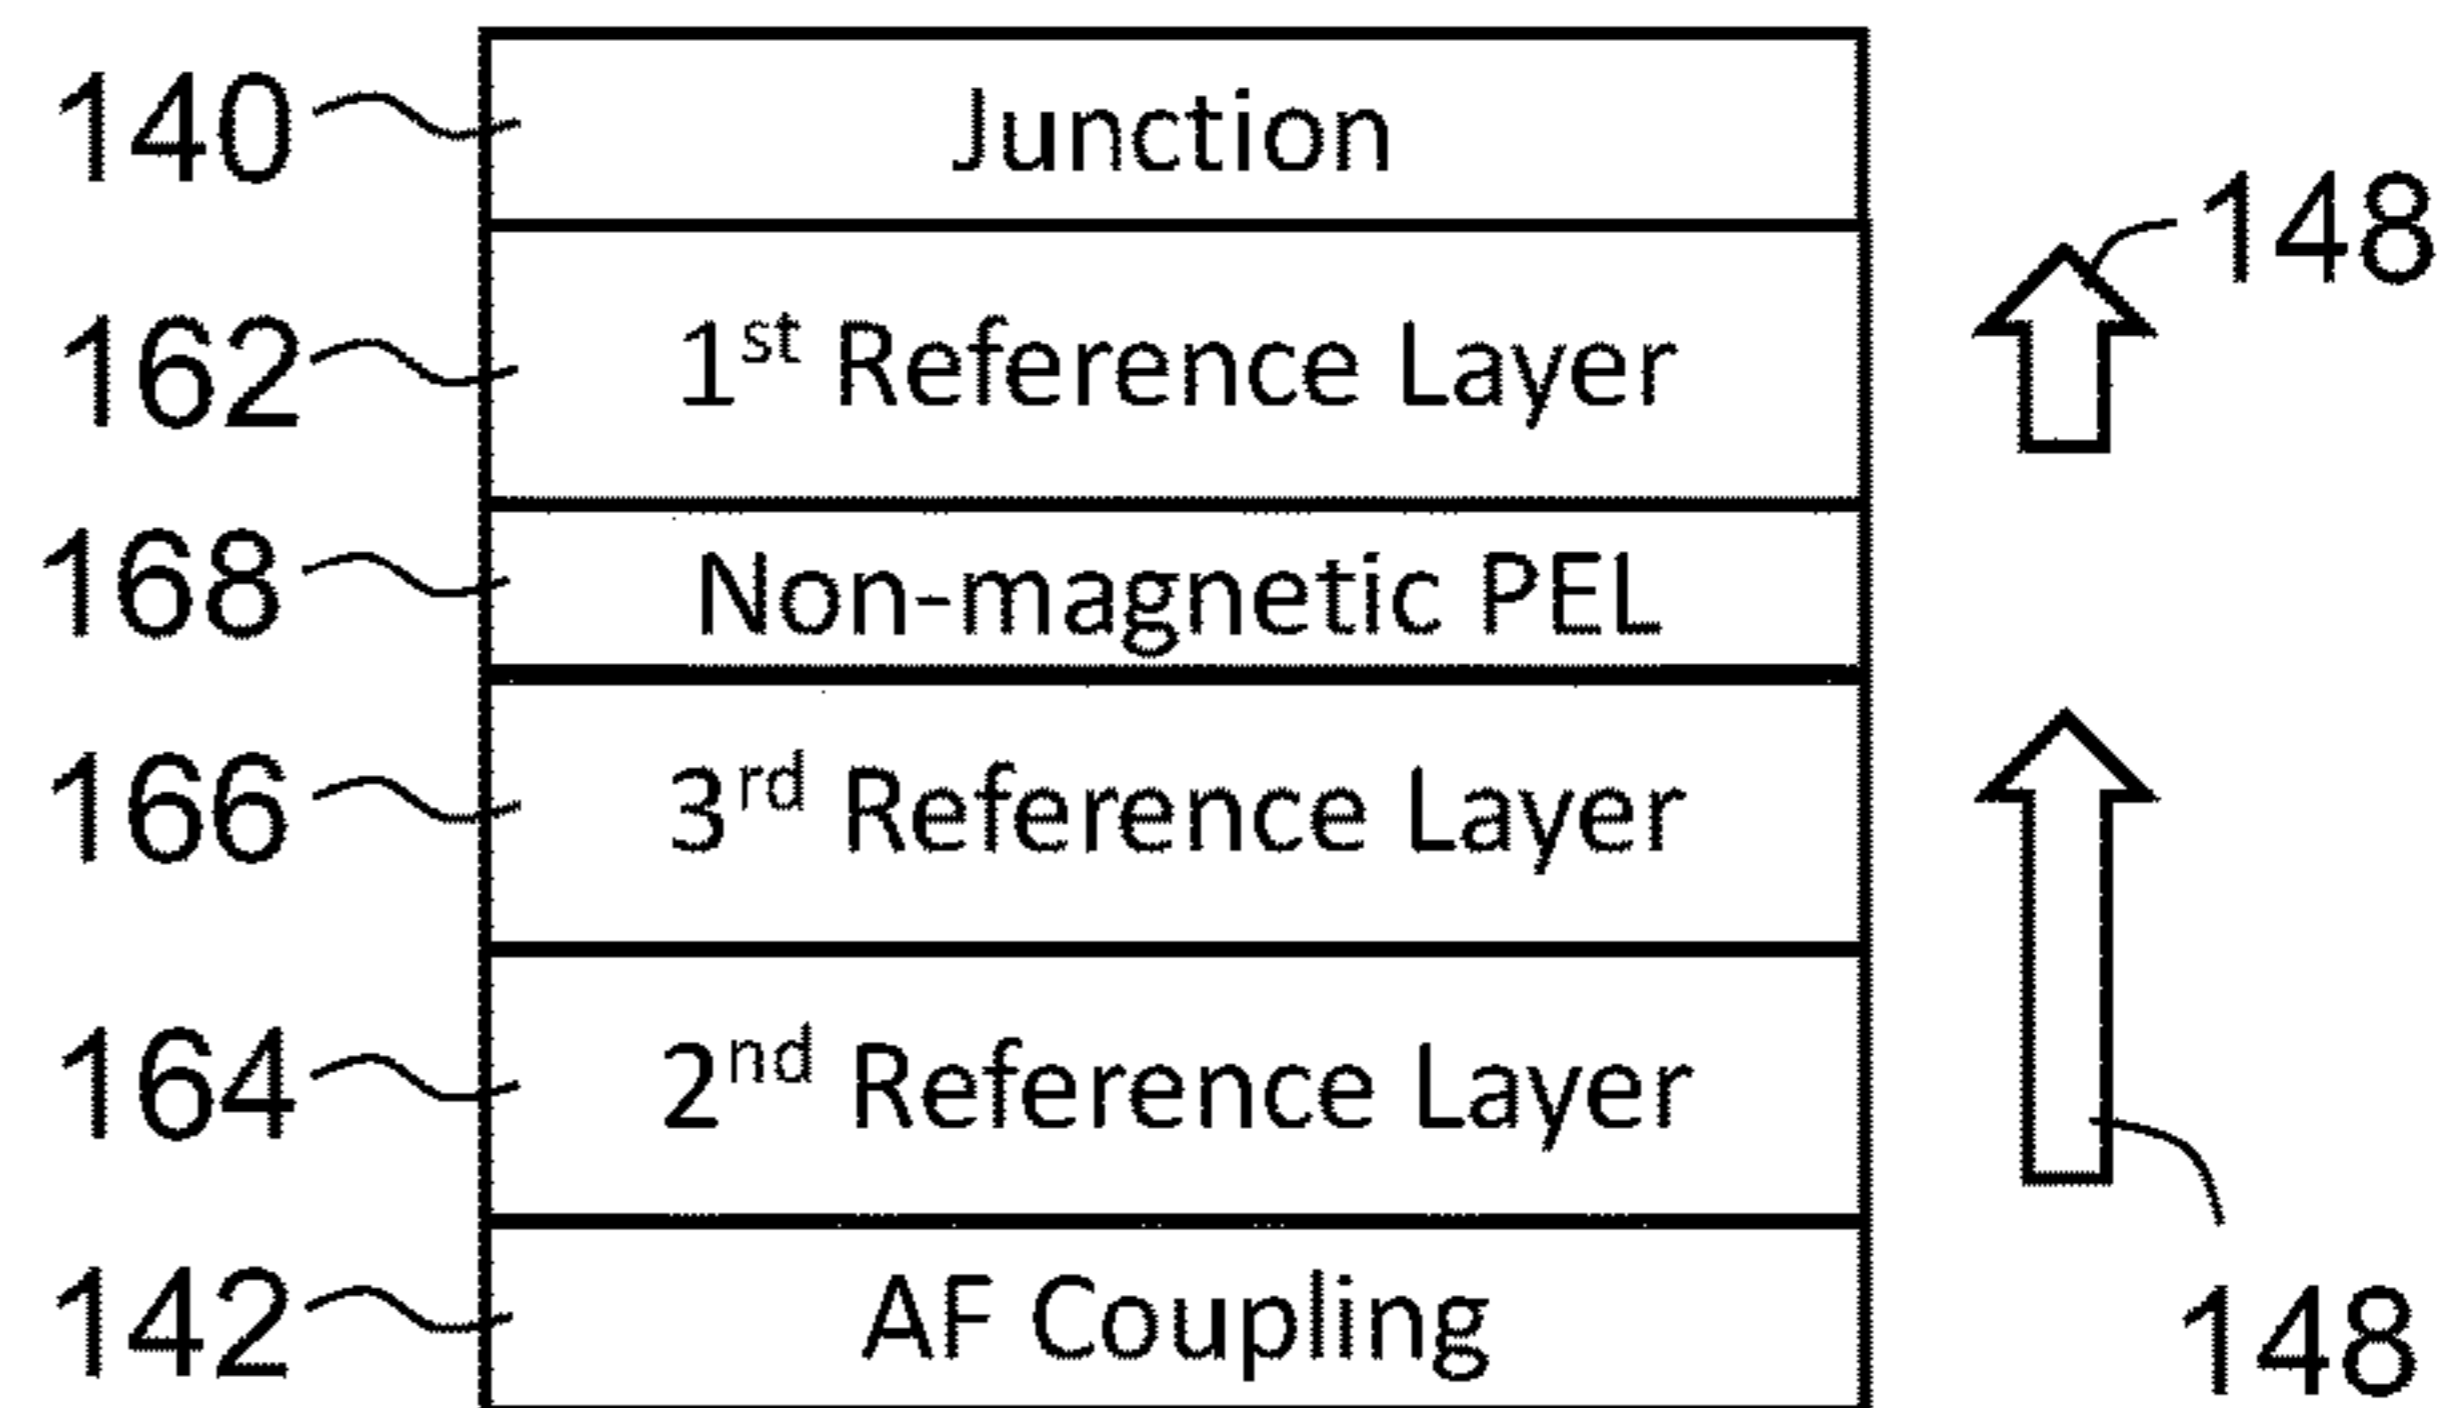 140 Junction
148
162 1st Reference Layer
168 Non-magnetic PEL
166 3rd Reference Layer
164 2nd Reference Layer
142 AF Coupling
148